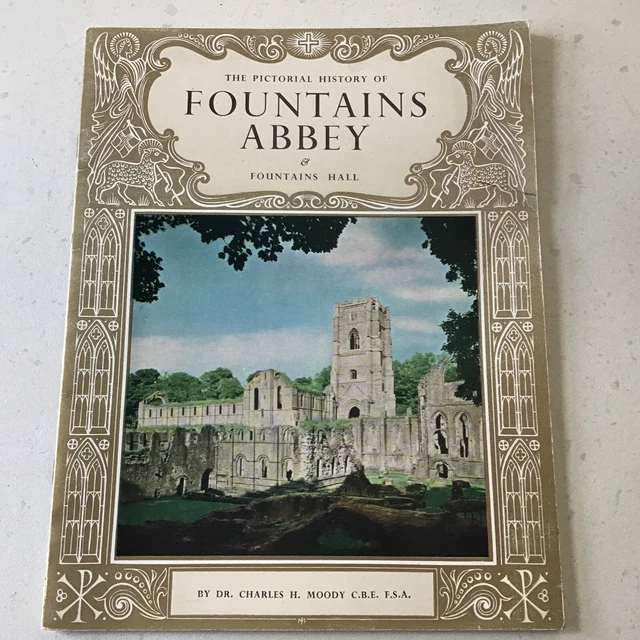 THE PICTORIAL HISTORY OF
FOUNTAINS
ABBEY
&
FOUNTAINS HALL
BY DR. CHARLES H. MOODY C.B.E. F.S.A.